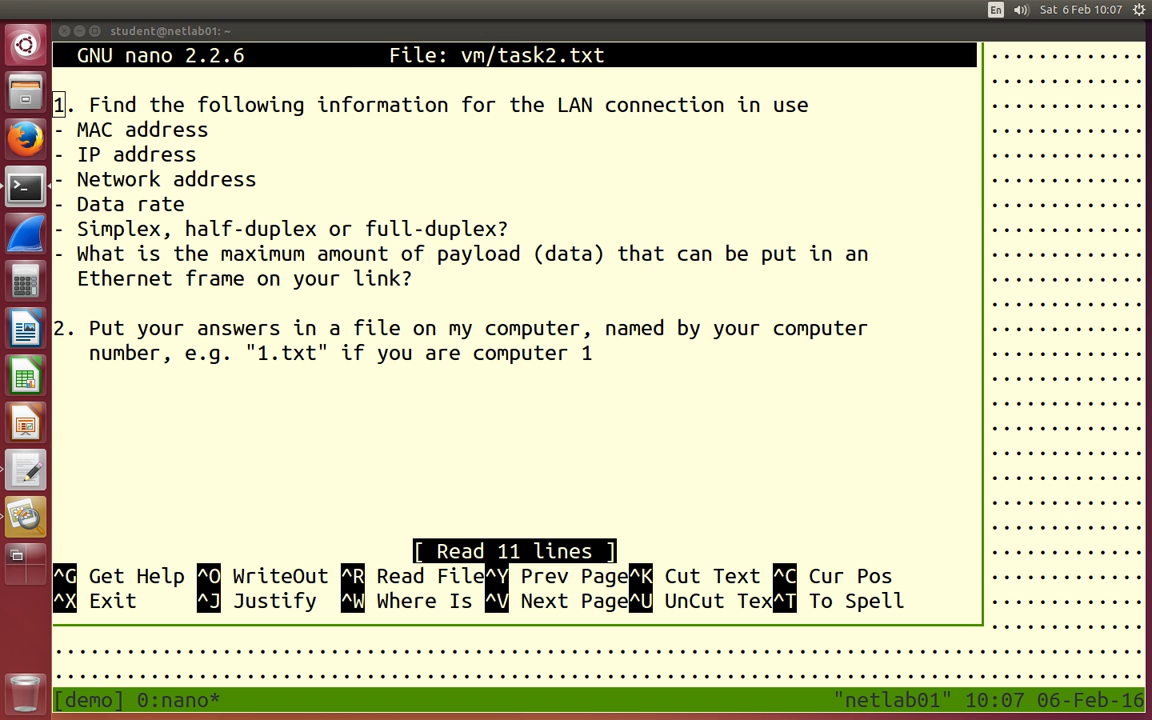 En Sat 6 Feb 10:07
student@netlab01: ~
GNU nano 2.2.6 File: vm/task2.txt
1. Find the following information for the LAN connection in use
- MAC address
- IP address
- Network address
- Data rate
- Simplex, half-duplex or full-duplex?
- What is the maximum amount of payload (data) that can be put in an
Ethernet frame on your link?
2. Put your answers in a file on my computer, named by your computer
number, e.g. "1.txt" if you are computer 1
[ Read 11 lines ]
^G Get Help ^O WriteOut ^R Read File ^Y Prev Page ^K Cut Text ^C Cur Pos
^X Exit ^J Justify ^W Where Is ^V Next Page ^U UnCut Tex ^T To Spell
[demo] 0:nano* "netlab01" 10:07 06-Feb-16